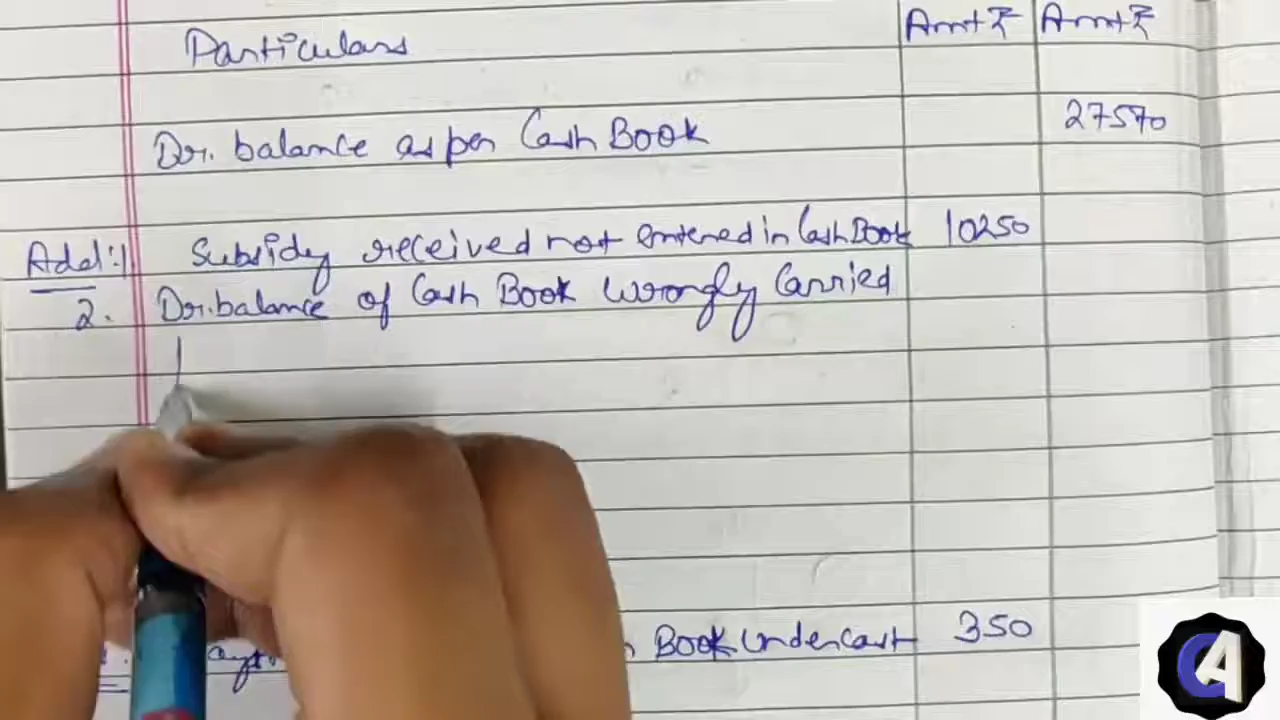 Particulars Amt ₹ Amt ₹
Dr. balance as per Cash Book 27570
Add:1. Subsidy received not entered in Cash Book 10250
2. Dr. balance of Cash Book wrongly Carried
Book Undercast 350
CA